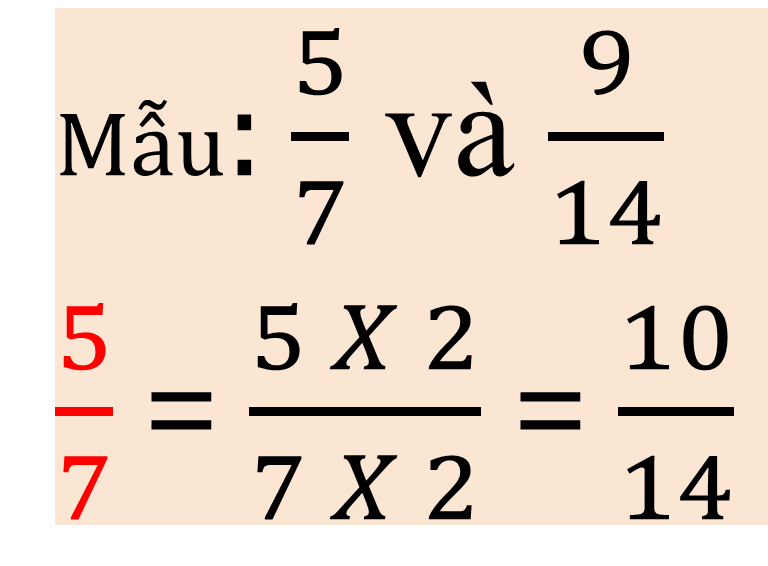 Mẫu: 5/7 và 9/14
5/7 = 5 X 2/7 X 2 = 10/14